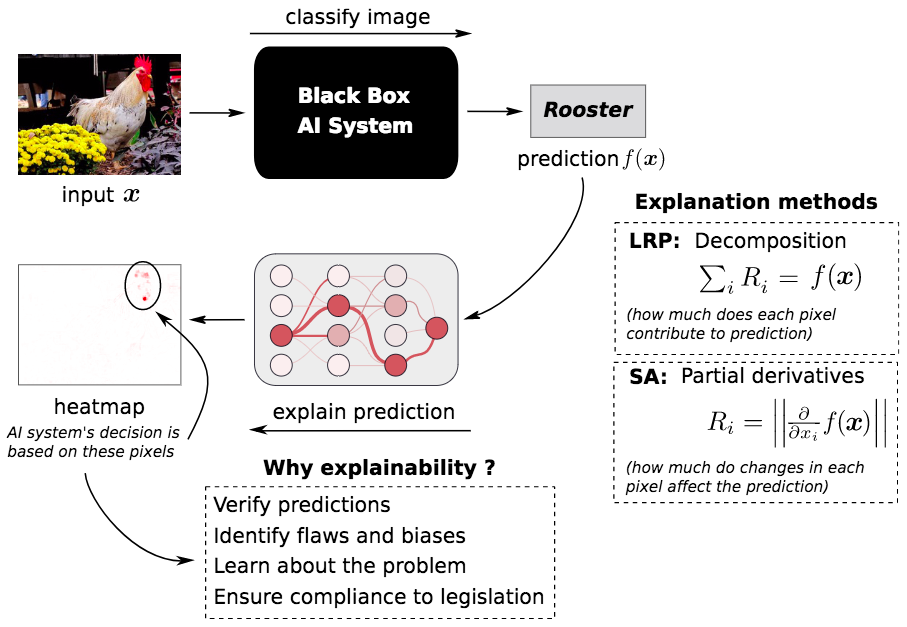 classify image
Black Box
AI System
Rooster
input x
prediction f(x)
Explanation methods
LRP: Decomposition
∑ᵢ Rᵢ = f(x)
(how much does each pixel
contribute to prediction)
SA: Partial derivatives
Rᵢ = ||∂/∂xᵢ f(x)||
(how much do changes in each
pixel affect the prediction)
heatmap
AI system's decision is
based on these pixels
explain prediction
Why explainability ?
Verify predictions
Identify flaws and biases
Learn about the problem
Ensure compliance to legislation